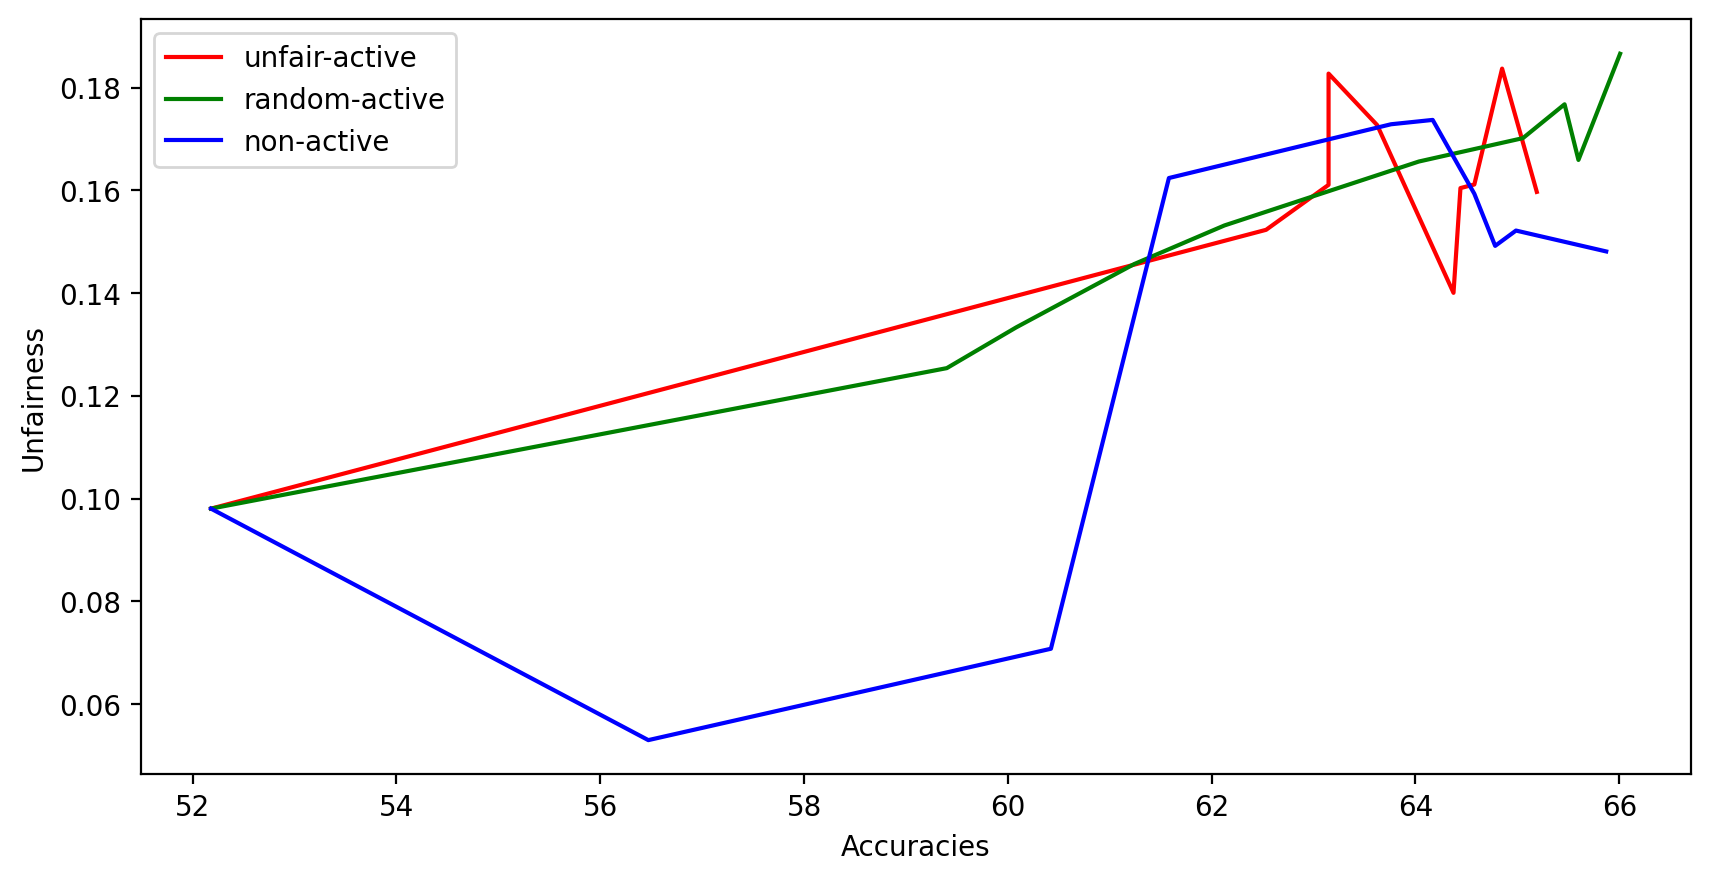 unfair-active
random-active
non-active
0.18
0.16
0.14
0.12
0.10
0.08
0.06
Unfairness
52 54 56 58 60 62 64 66
Accuracies